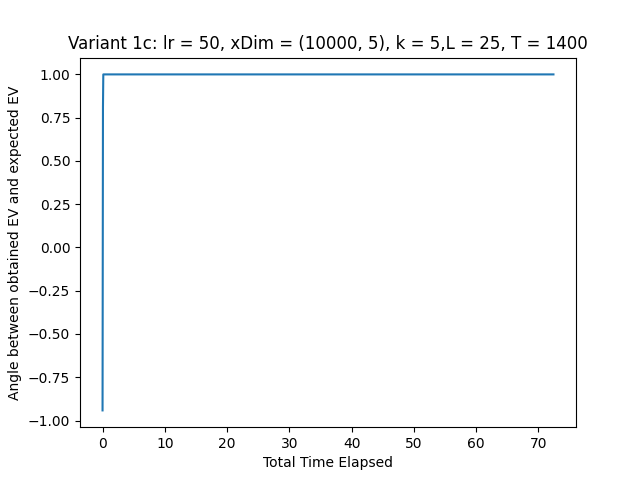 Variant 1c: lr = 50, xDim = (10000, 5), k = 5,L = 25, T = 1400
Angle between obtained EV and expected EV
1.00
0.75
0.50
0.25
0.00
−0.25
−0.50
−0.75
−1.00
0 10 20 30 40 50 60 70
Total Time Elapsed